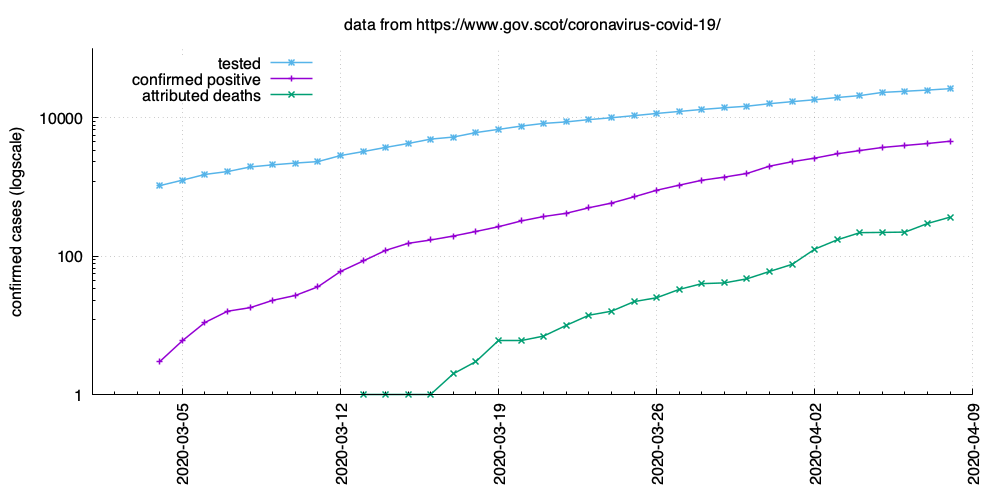 data from https://www.gov.scot/coronavirus-covid-19/
tested
confirmed positive
attributed deaths
confirmed cases (logscale)
10000
100
1
2020-03-05
2020-03-12
2020-03-19
2020-03-26
2020-04-02
2020-04-09